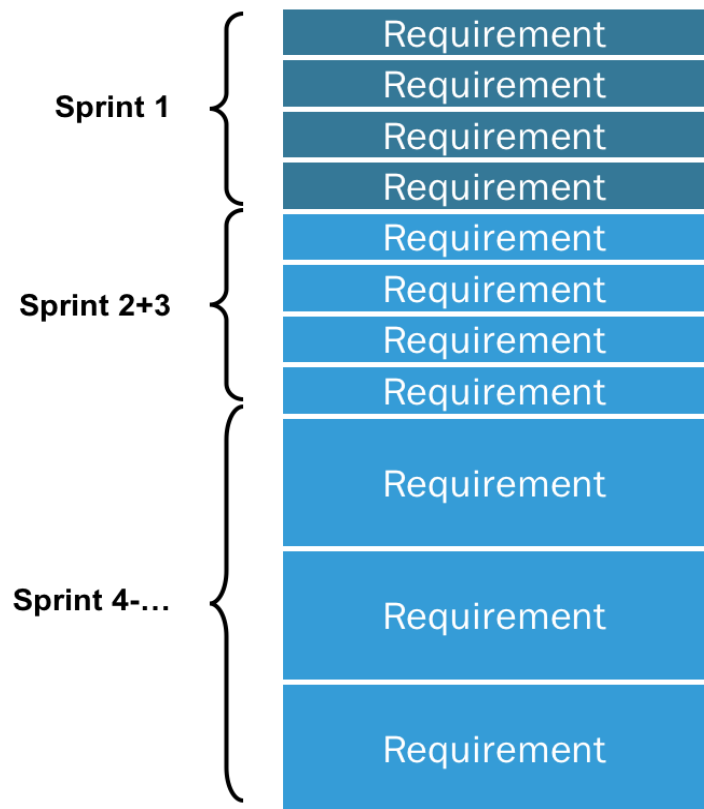 Sprint 1
Requirement
Requirement
Requirement
Requirement
Sprint 2+3
Requirement
Requirement
Requirement
Requirement
Sprint 4-...
Requirement
Requirement
Requirement